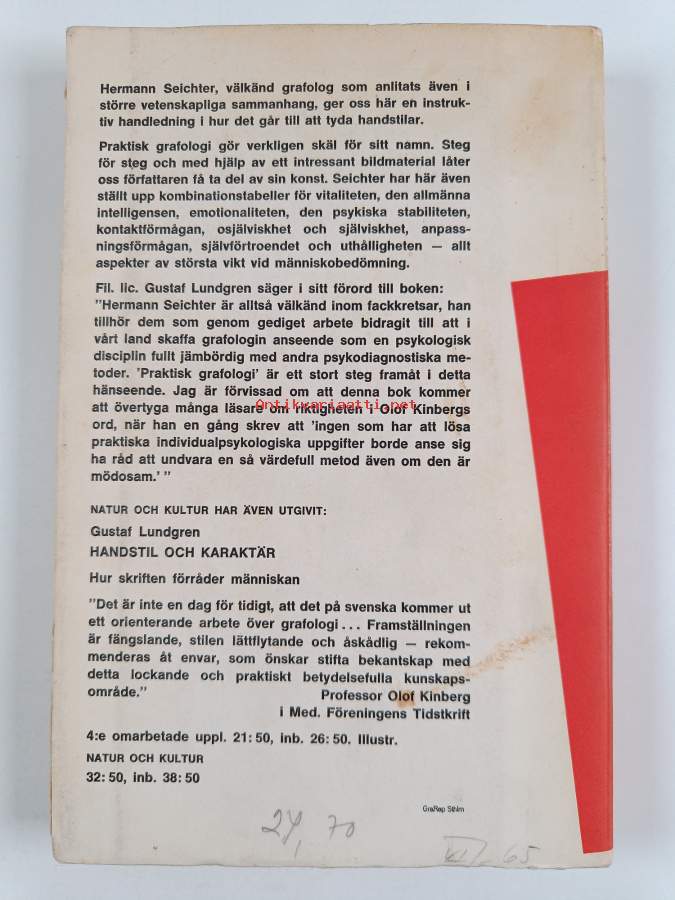 Hermann Seichter, välkänd grafolog som anlitats även i
större vetenskapliga sammanhang, ger oss här en instruk-
tiv handledning i hur det går till att tyda handstilar.
Praktisk grafologi gör verkligen skäl för sitt namn. Steg
för steg och med hjälp av ett intressant bildmaterial låter
oss författaren få ta del av sin konst. Seichter har här även
ställt upp kombinationstabeller för vitaliteten, den allmänna
intelligensen, emotionaliteten, den psykiska stabiliteten,
kontaktförmågan, osjälviskhet och själviskhet, anpass-
ningsförmågan, självförtroendet och uthålligheten — allt
aspekter av största vikt vid människobedömning.
Fil. lic. Gustaf Lundgren säger i sitt förord till boken:
"Hermann Seichter är alltså välkänd inom fackkretsar, han
tillhör dem som genom gediget arbete bidragit till att i
vårt land skaffa grafologin anseende som en psykologisk
disciplin fullt jämbördig med andra psykodiagnostiska me-
toder. 'Praktisk grafologi' är ett stort steg framåt i detta
hänseende. Jag är förvissad om att denna bok kommer
att övertyga många läsare om riktigheten i Olof Kinbergs
Antikvariaatti.net
ord, när han en gång skrev att 'ingen som har att lösa
praktiska individualpsykologiska uppgifter borde anse sig
ha råd att undvara en så värdefull metod även om den är
mödosam.' "
NATUR OCH KULTUR HAR ÄVEN UTGIVIT:
Gustaf Lundgren
HANDSTIL OCH KARAKTÄR
Hur skriften förråder människan
"Det är inte en dag för tidigt, att det på svenska kommer ut
ett orienterande arbete över grafologi... Framställningen
är fängslande, stilen lättflytande och åskådlig — rekom-
menderas åt envar, som önskar stifta bekantskap med
detta lockande och praktiskt betydelsefulla kunskaps-
område."
Professor Olof Kinberg
i Med. Föreningens Tidstkrift
4:e omarbetade uppl. 21:50, inb. 26:50. Illustr.
NATUR OCH KULTUR
32:50, inb. 38:50
GraRep Sthlm
24,70
65